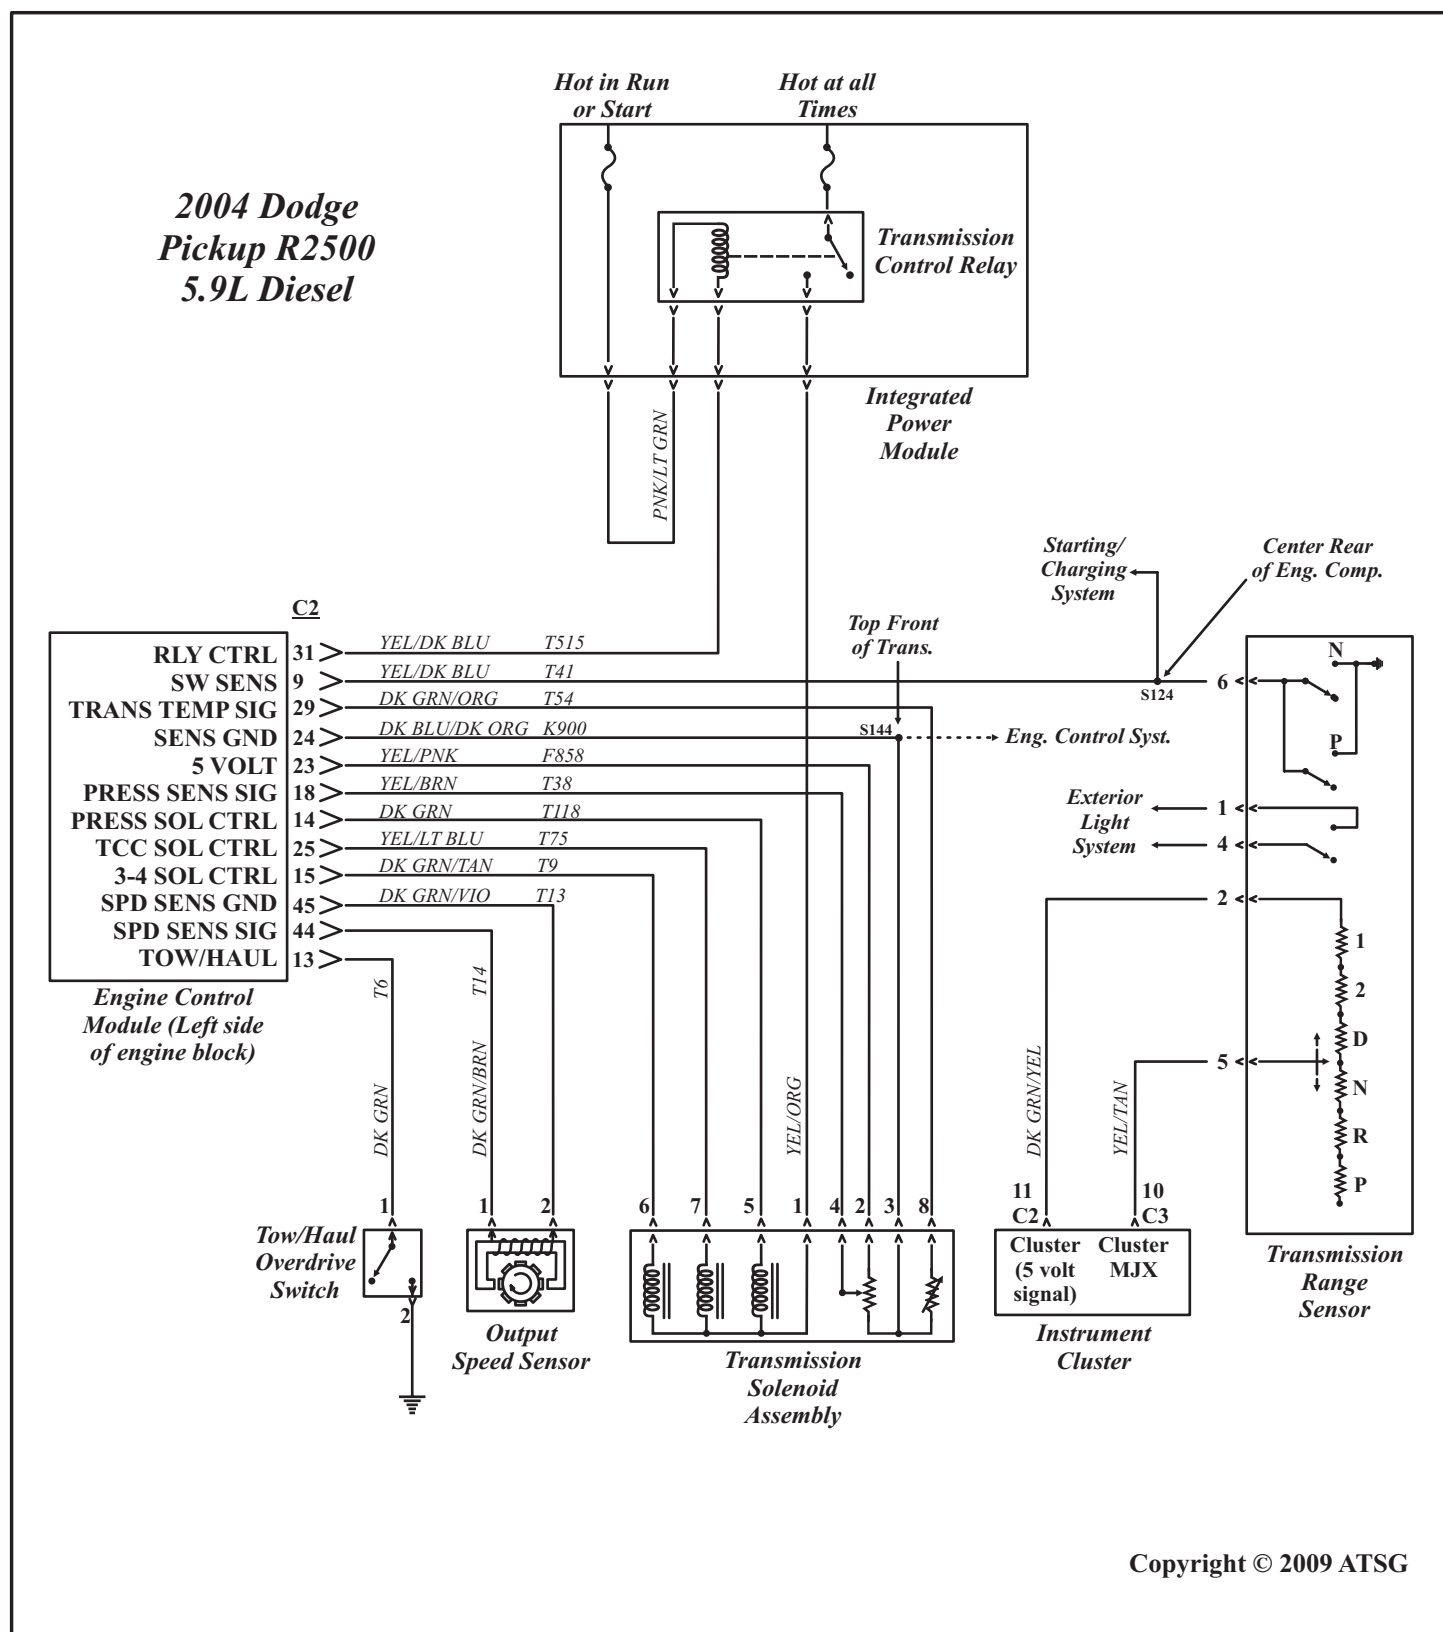 Hot in Run
or Start
Hot at all
Times
2004 Dodge
Pickup R2500
5.9L Diesel
Transmission
Control Relay
Integrated
Power
Module
PNK/LT GRN
Starting/
Charging
System
Center Rear
of Eng. Comp.
Top Front
of Trans.
C2
RLY CTRL 31 YEL/DK BLU T515
SW SENS 9 YEL/DK BLU T41
TRANS TEMP SIG 29 DK GRN/ORG T54
SENS GND 24 DK BLU/DK ORG K900
5 VOLT 23 YEL/PNK F858
PRESS SENS SIG 18 YEL/BRN T38
PRESS SOL CTRL 14 DK GRN T118
TCC SOL CTRL 25 YEL/LT BLU T75
3-4 SOL CTRL 15 DK GRN/TAN T9
SPD SENS GND 45 DK GRN/VIO T13
SPD SENS SIG 44
TOW/HAUL 13
Engine Control
Module (Left side
of engine block)
S144
Eng. Control Syst.
S124
6
N
P
Exterior
Light
System
1
4
2
5
1
2
D
N
R
P
T6
DK GRN
T14
DK GRN/BRN
YEL/ORG
DK GRN/YEL
YEL/TAN
1
Tow/Haul
Overdrive
Switch
2
1 2
Output
Speed Sensor
6 7 5 1 4 2 3 8
Transmission
Solenoid
Assembly
11 10
C2 C3
Cluster
(5 volt
signal)
Cluster
MJX
Instrument
Cluster
Transmission
Range
Sensor
Copyright © 2009 ATSG